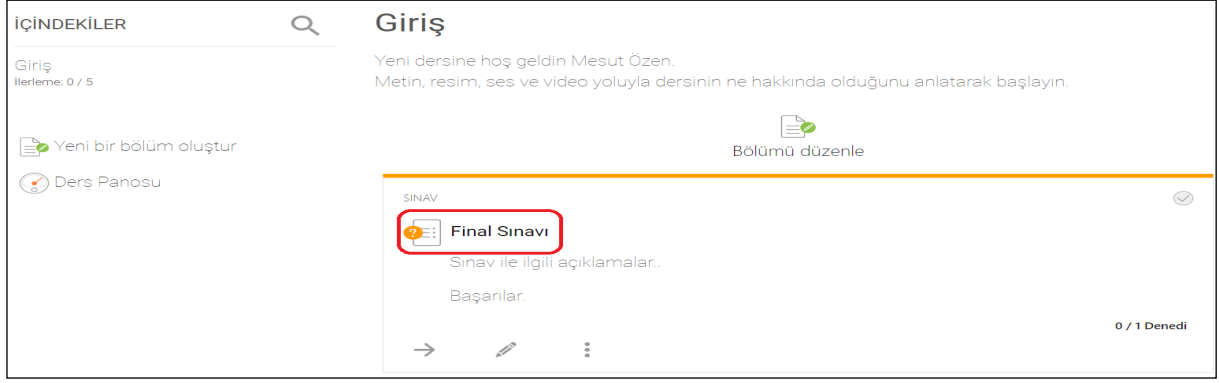 İÇİNDEKİLER
Giriş
İlerleme: 0 / 5
Yeni bir bölüm oluştur
Ders Panosu
Giriş
Yeni dersine hoş geldin Mesut Özen.
Metin, resim, ses ve video yoluyla dersinin ne hakkında olduğunu anlatarak başlayın.
Bölümü düzenle
SINAV
Final Sınavı
Sınav ile ilgili açıklamalar..
Başarılar.
0 / 1 Denedi